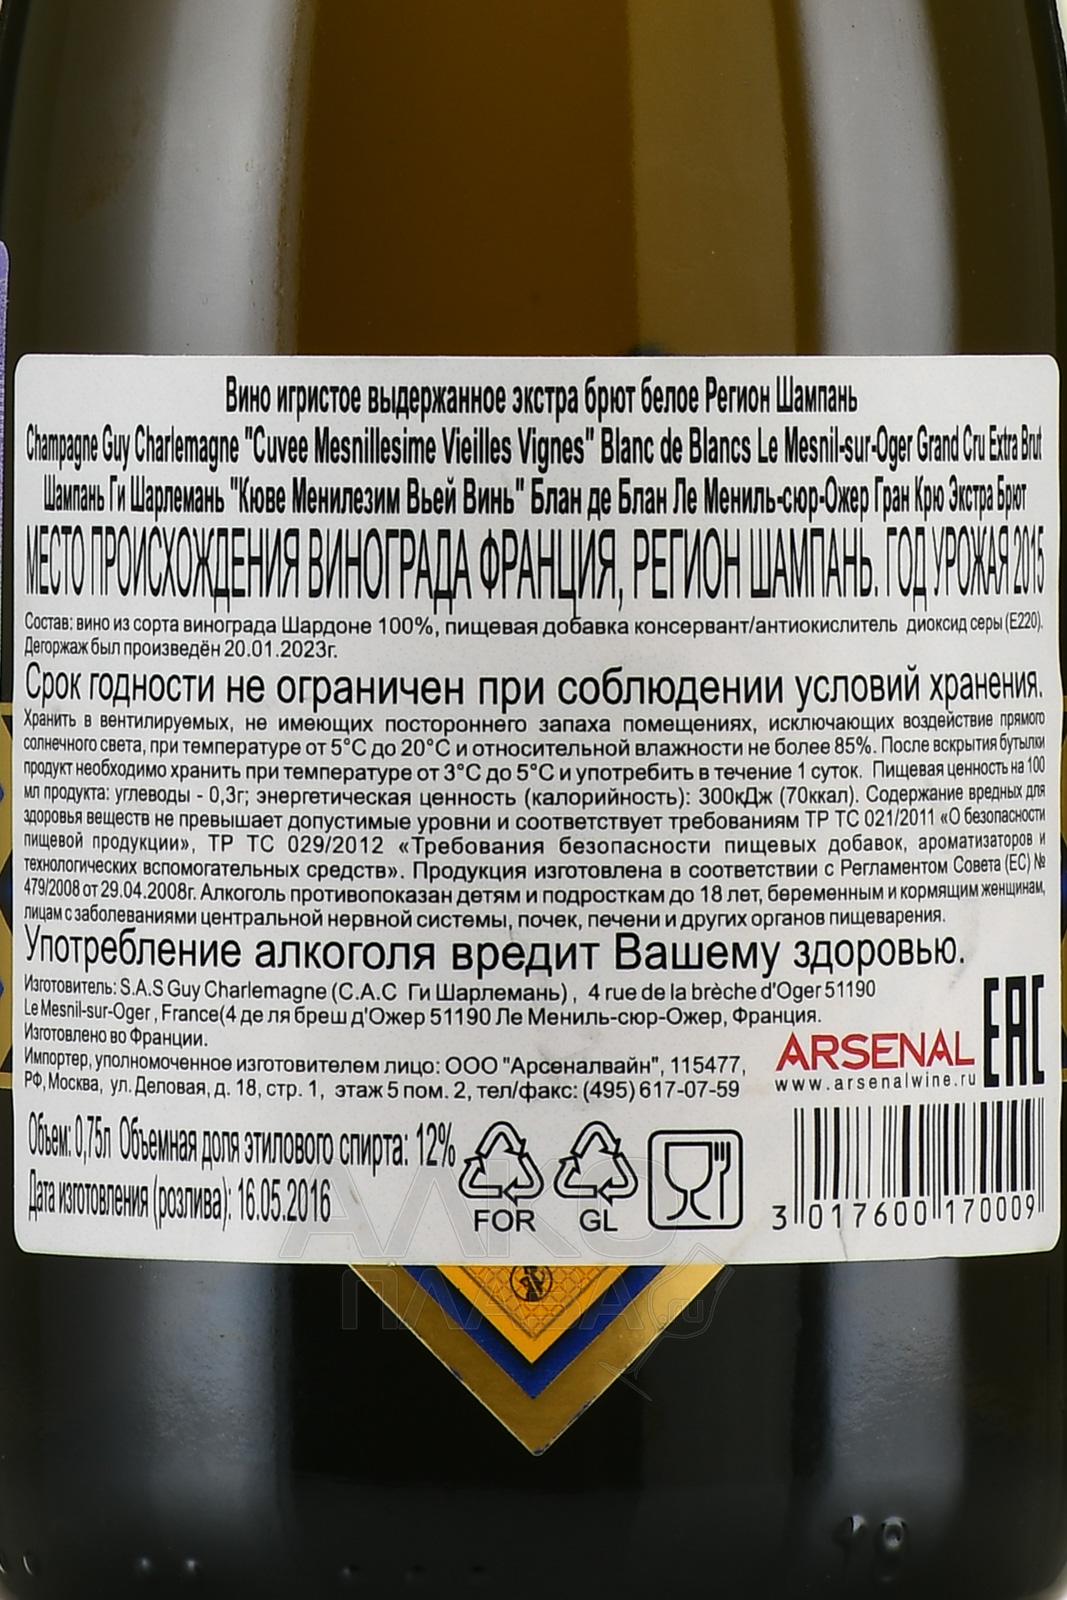 Вино игристое выдержанное экстра брют белое Регион Шампань
Champagne Guy Charlemagne "Cuvee Mesnillesime Vieilles Vignes" Blanc de Blancs Le Mesnil-sur-Oger Grand Cru Extra Brut
Шампань Ги Шарлемань "Кюве Менилезим Вьей Винь" Блан де Блан Ле Мениль-сюр-Ожер Гран Крю Экстра Брют
МЕСТО ПРОИСХОЖДЕНИЯ ВИНОГРАДА ФРАНЦИЯ, РЕГИОН ШАМПАНЬ. ГОД УРОЖАЯ 2015
Состав: вино из сорта винограда Шардоне 100%, пищевая добавка консервант/антиокислитель диоксид серы (Е220).
Дегоржаж был произведён 20.01.2023г.
Срок годности не ограничен при соблюдении условий хранения.
Хранить в вентилируемых, не имеющих постороннего запаха помещениях, исключающих воздействие прямого
солнечного света, при температуре от 5°С до 20°С и относительной влажности не более 85%. После вскрытия бутылки
продукт необходимо хранить при температуре от 3°С до 5°С и употребить в течение 1 суток. Пищевая ценность на 100
мл продукта: углеводы - 0,3г; энергетическая ценность (калорийность): 300кДж (70ккал). Содержание вредных для
здоровья веществ не превышает допустимые уровни и соответствует требованиям ТР ТС 021/2011 «О безопасности
пищевой продукции», ТР ТС 029/2012 «Требования безопасности пищевых добавок, ароматизаторов и
технологических вспомогательных средств». Продукция изготовлена в соответствии с Регламентом Совета (ЕС) №
479/2008 от 29.04.2008г. Алкоголь противопоказан детям и подросткам до 18 лет, беременным и кормящим женщинам,
лицам с заболеваниями центральной нервной системы, почек, печени и других органов пищеварения.
Употребление алкоголя вредит Вашему здоровью.
Изготовитель: S.A.S Guy Charlemagne (С.А.С Ги Шарлемань) , 4 rue de la brèche d'Oger 51190
Le Mesnil-sur-Oger , France(4 де ля бреш д'Ожер 51190 Ле Мениль-сюр-Ожер, Франция.
Изготовлено во Франции.
Импортер, уполномоченное изготовителем лицо: ООО "Арсеналвайн", 115477,
РФ, Москва, ул. Деловая, д. 18, стр. 1, этаж 5 пом. 2, тел/факс: (495) 617-07-59
ARSENAL
www.arsenalwine.ru
EAC
Объем: 0,75л Объемная доля этилового спирта: 12%
Дата изготовления (розлива): 16.05.2016
FOR GL
3 017600 170009
АЛКО
ПЛАЗА.ru